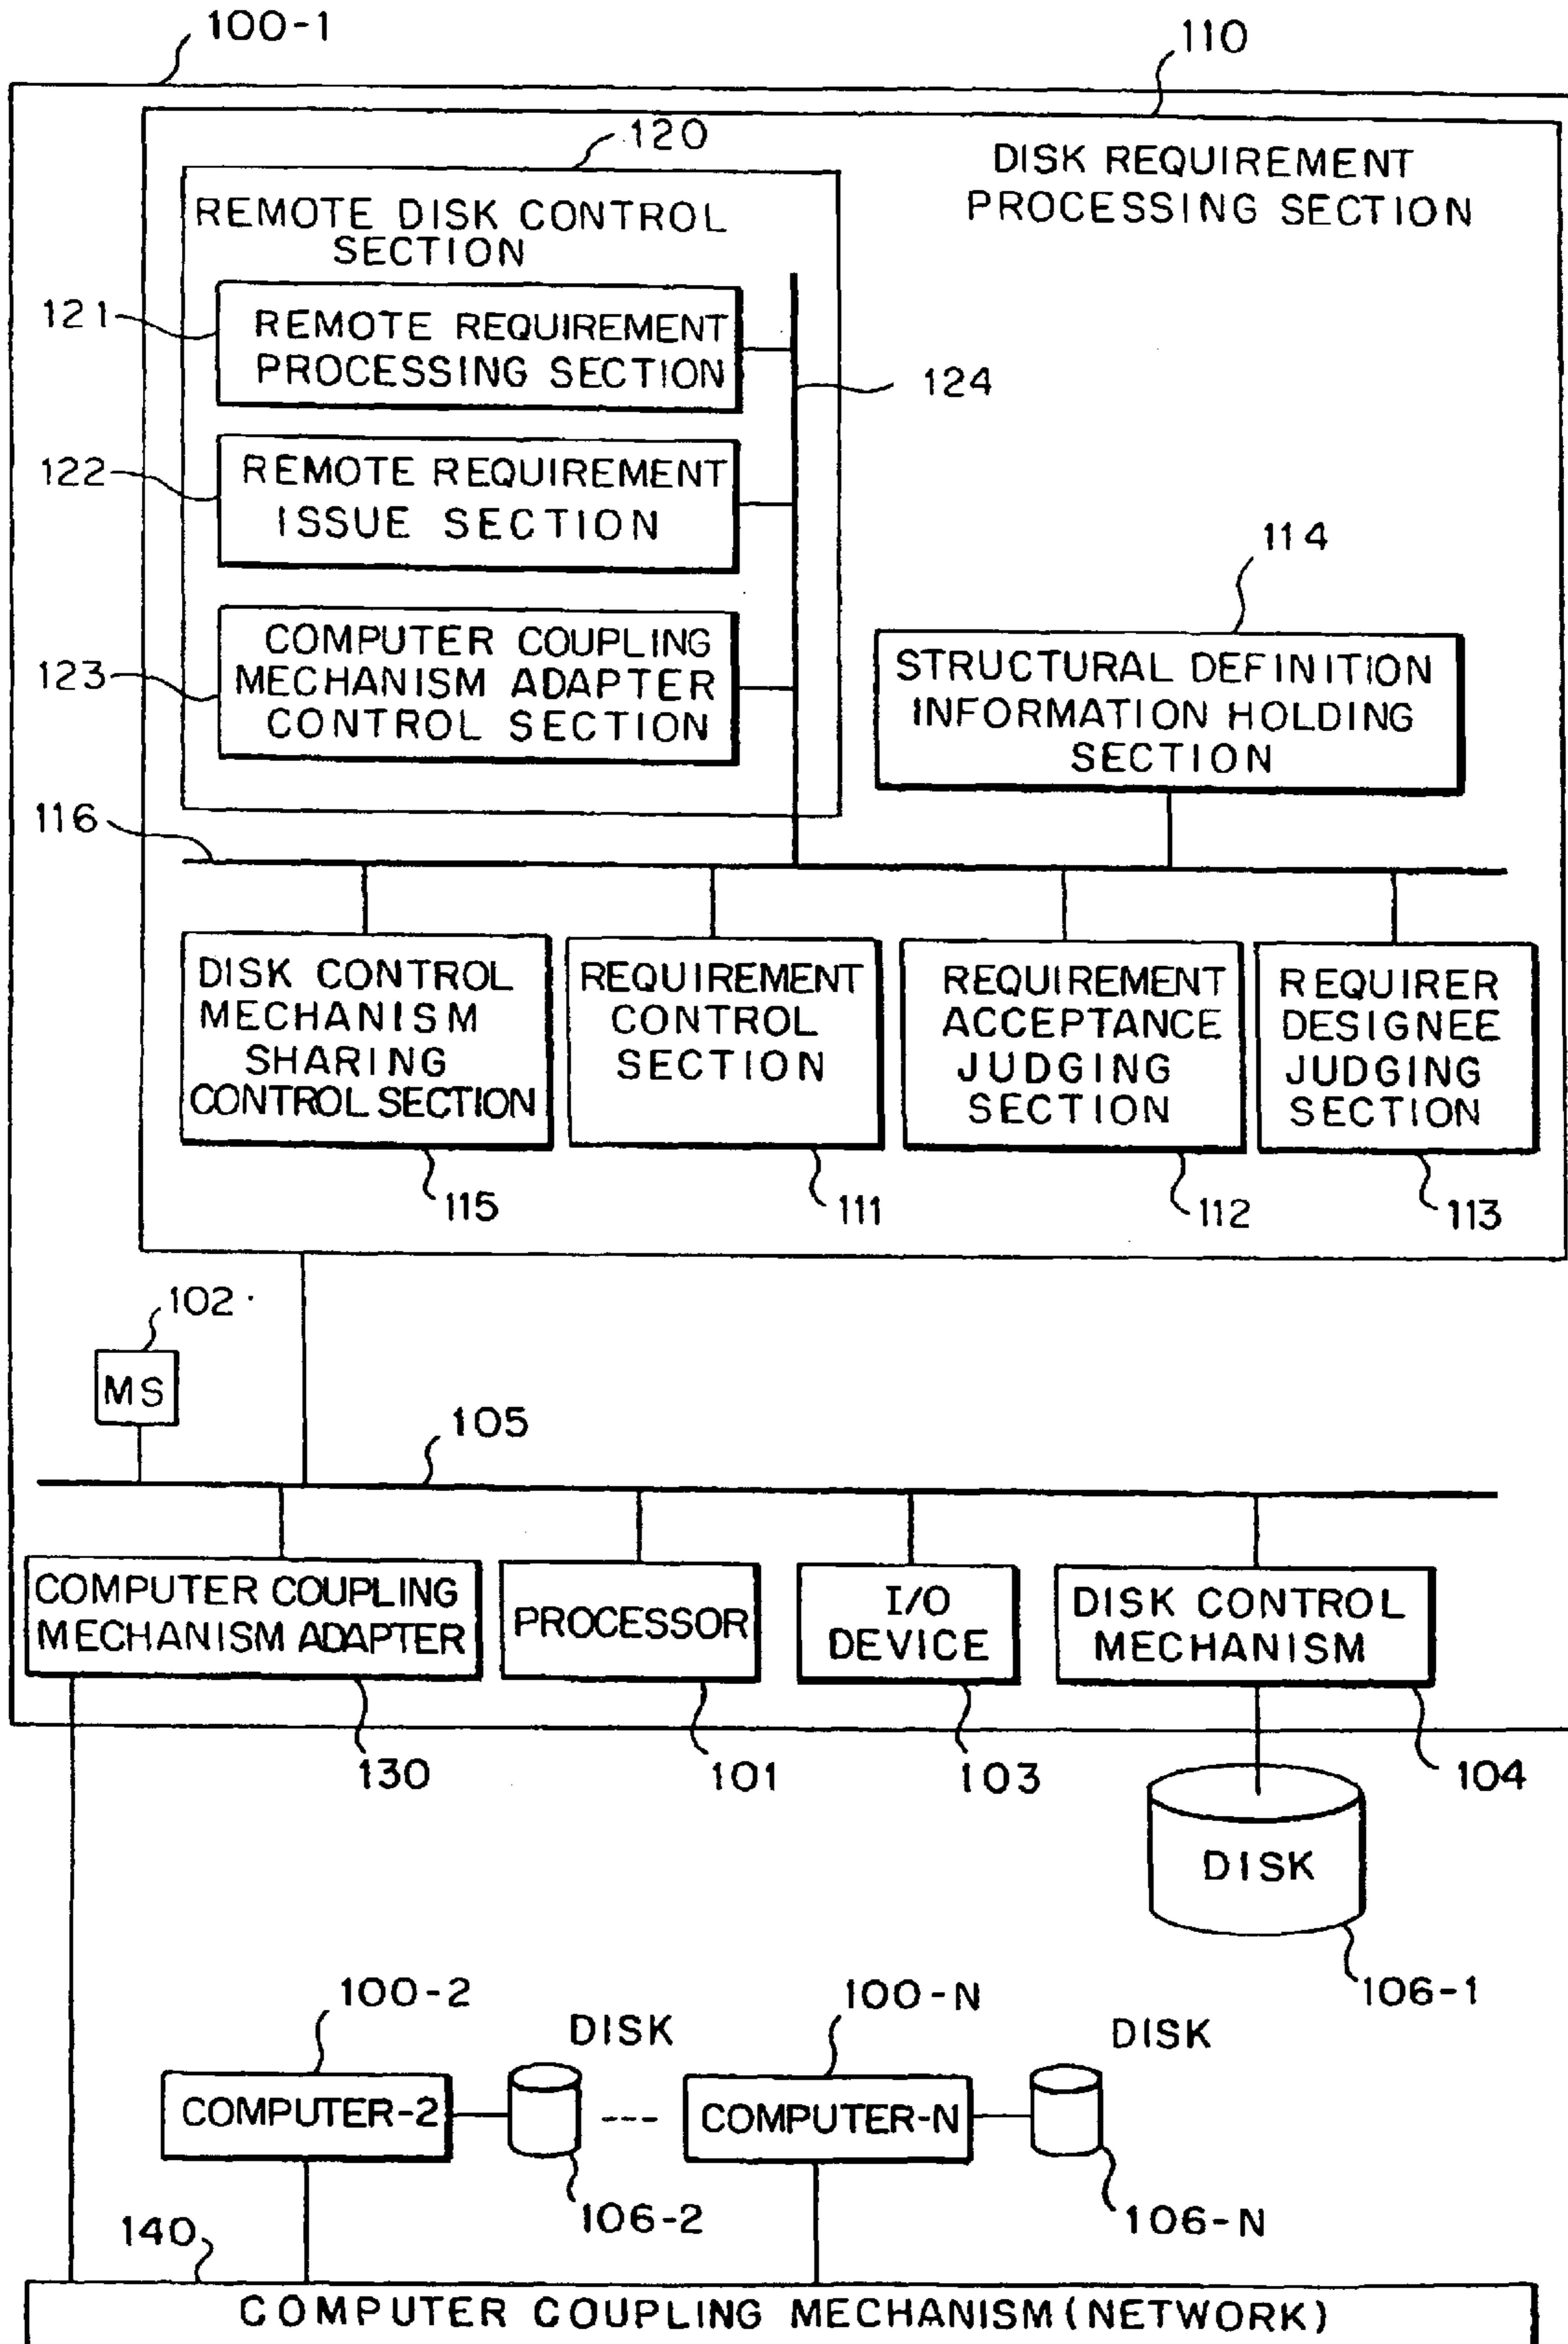 100-1
110
120
DISK REQUIREMENT
PROCESSING SECTION
REMOTE DISK CONTROL
SECTION
121
REMOTE REQUIREMENT
PROCESSING SECTION
124
122
REMOTE REQUIREMENT
ISSUE SECTION
114
123
COMPUTER COUPLING
MECHANISM ADAPTER
CONTROL SECTION
STRUCTURAL DEFINITION
INFORMATION HOLDING
SECTION
116
DISK CONTROL
MECHANISM
SHARING
CONTROL SECTION
REQUIREMENT
CONTROL
SECTION
REQUIREMENT
ACCEPTANCE
JUDGING
SECTION
REQUIRER
DESIGNEE
JUDGING
SECTION
115
111
112
113
102
MS
105
COMPUTER COUPLING
MECHANISM ADAPTER
PROCESSOR
I/O
DEVICE
DISK CONTROL
MECHANISM
130
101
103
104
DISK
106-1
100-2
DISK
100-N
DISK
COMPUTER-2
---
COMPUTER-N
106-2
106-N
140
COMPUTER COUPLING MECHANISM (NETWORK)